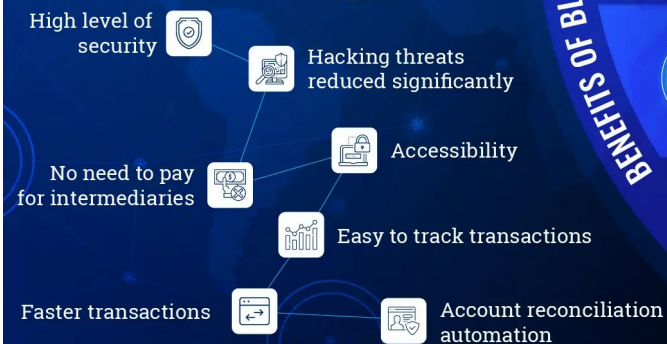 High level of
security
Hacking threats
reduced significantly
Accessibility
No need to pay
for intermediaries
Easy to track transactions
Faster transactions
Account reconciliation
automation
BENEFITS OF